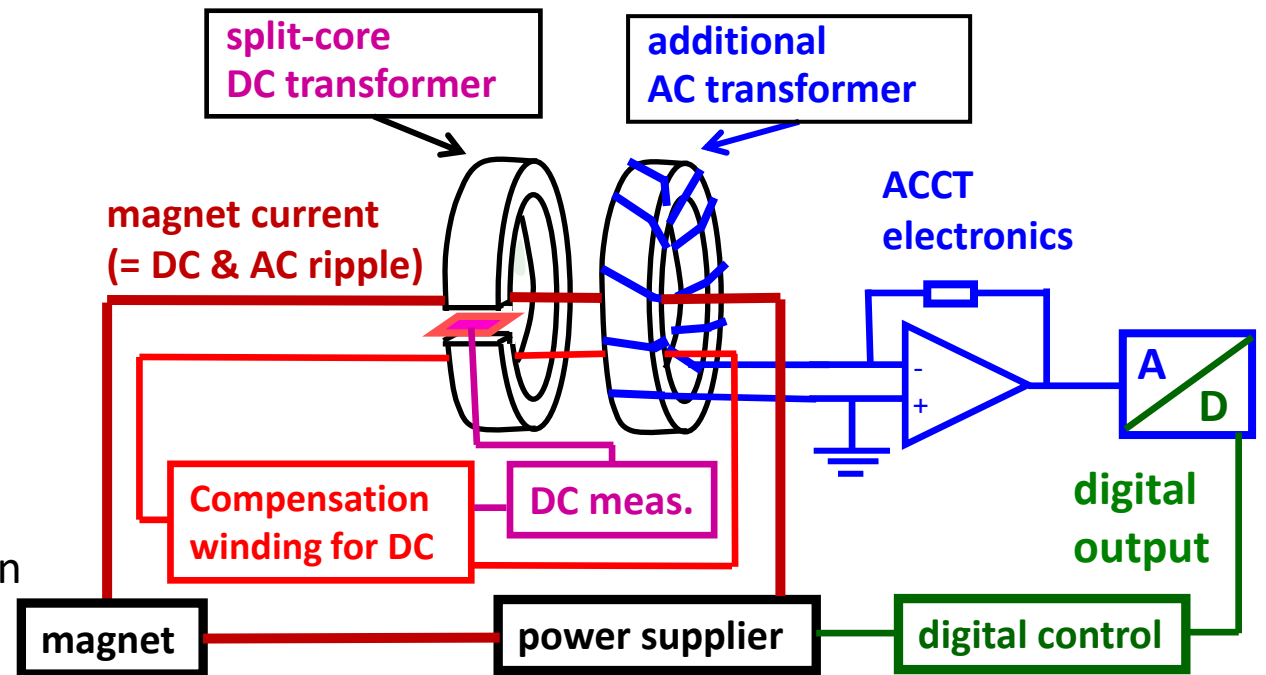 split-core
DC transformer
additional
AC transformer
magnet current
(= DC & AC ripple)
ACCT
electronics
-
+
A
D
Compensation
winding for DC
DC meas.
digital
output
n
magnet
power supplier
digital control